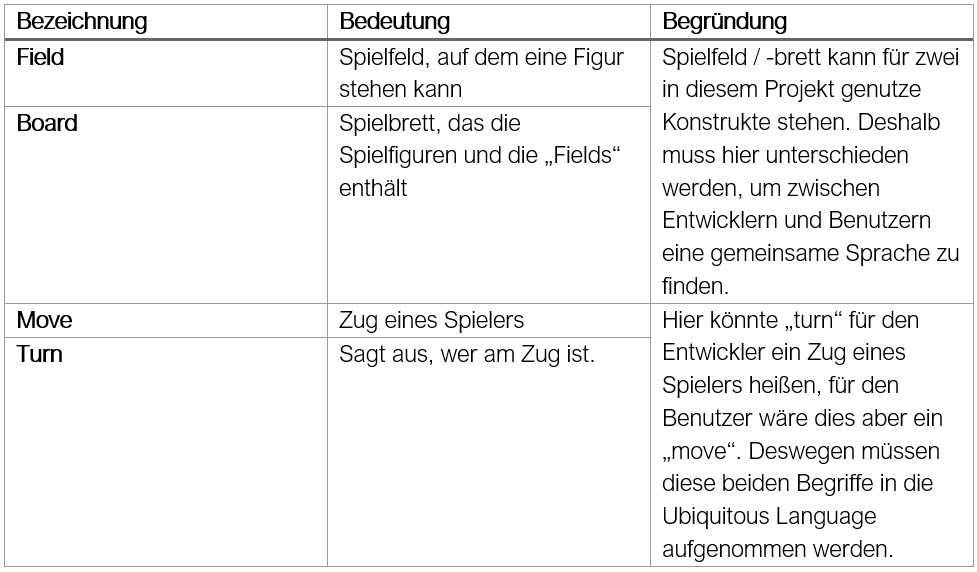 Bezeichnung
Bedeutung
Begründung
Field
Spielfeld, auf dem eine Figur
stehen kann
Spielfeld / -brett kann für zwei
in diesem Projekt genutze
Konstrukte stehen. Deshalb
muss hier unterschieden
werden, um zwischen
Entwicklern und Benutzern
eine gemeinsame Sprache zu
finden.
Board
Spielbrett, das die
Spielfiguren und die „Fields“
enthält
Move
Zug eines Spielers
Hier könnte „turn“ für den
Entwickler ein Zug eines
Spielers heißen, für den
Benutzer wäre dies aber ein
„move“. Deswegen müssen
diese beiden Begriffe in die
Ubiquitous Language
aufgenommen werden.
Turn
Sagt aus, wer am Zug ist.